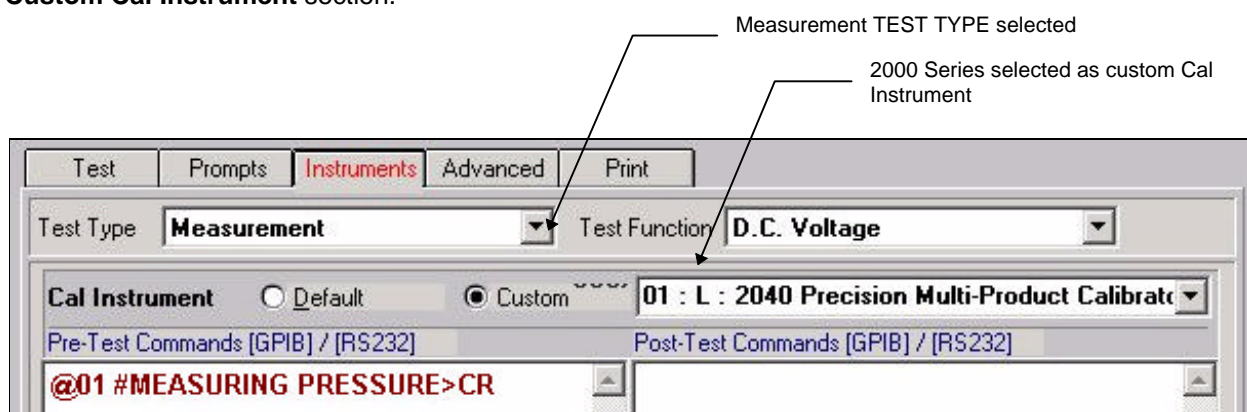 Custom Cal Instrument section.
Measurement TEST TYPE selected
2000 Series selected as custom Cal
Instrument
Test Prompts Instruments Advanced Print
Test Type Measurement Test Function D.C. Voltage
Cal Instrument Default Custom 01 : L : 2040 Precision Multi-Product Calibratc
Pre-Test Commands [GPIB] / [RS232] Post-Test Commands [GPIB] / [RS232]
@01 #MEASURING PRESSURE>CR